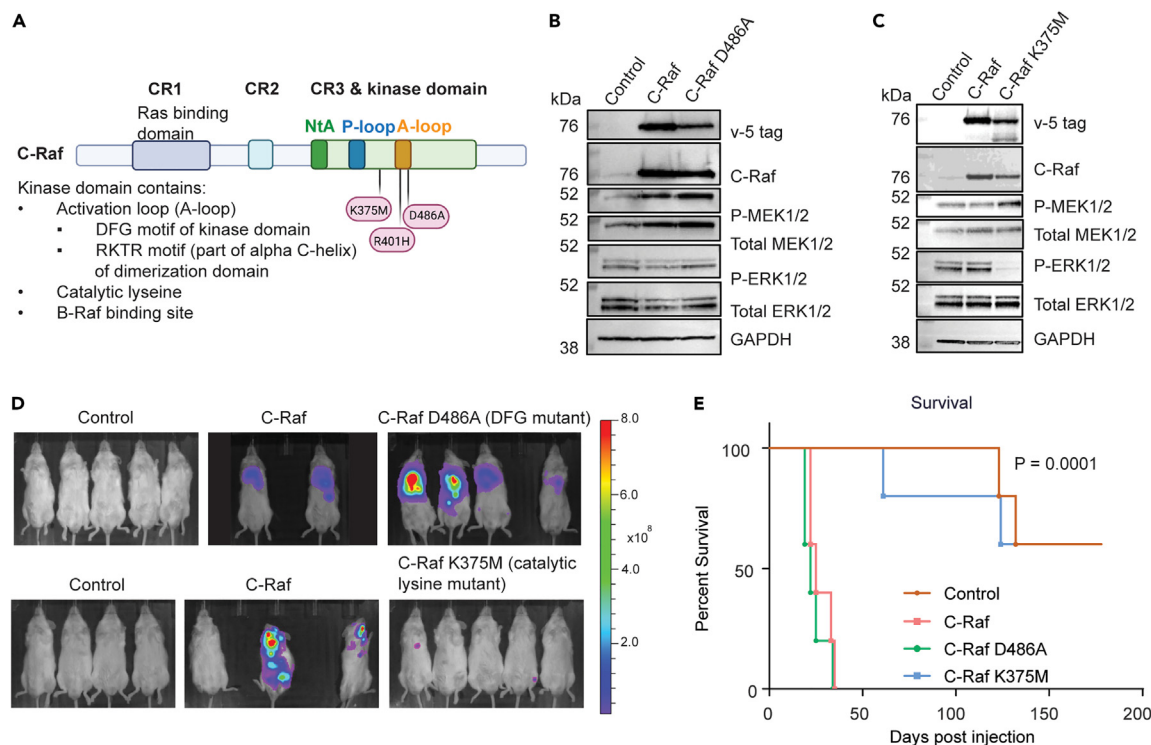 A
CR1
CR2
CR3 & kinase domain
Ras binding
domain
NtA
P-loop
A-loop
C-Raf
K375M
D486A
R401H
Kinase domain contains:
• Activation loop (A-loop)
▪ DFG motif of kinase domain
▪ RKTR motif (part of alpha C-helix)
of dimerization domain
• Catalytic lyseine
• B-Raf binding site
B
kDa
Control
C-Raf
C-Raf D486A
76
v-5 tag
76
C-Raf
52
P-MEK1/2
52
Total MEK1/2
52
P-ERK1/2
52
Total ERK1/2
38
GAPDH
C
kDa
Control
C-Raf
C-Raf K375M
76
v-5 tag
76
C-Raf
52
P-MEK1/2
52
Total MEK1/2
52
P-ERK1/2
52
Total ERK1/2
38
GAPDH
D
Control
C-Raf
C-Raf D486A (DFG mutant)
Control
C-Raf
C-Raf K375M (catalytic
lysine mutant)
8.0
6.0
x10⁸
4.0
2.0
E
Survival
P = 0.0001
Percent Survival
100
50
0
Control
C-Raf
C-Raf D486A
C-Raf K375M
0 50 100 150 200
Days post injection